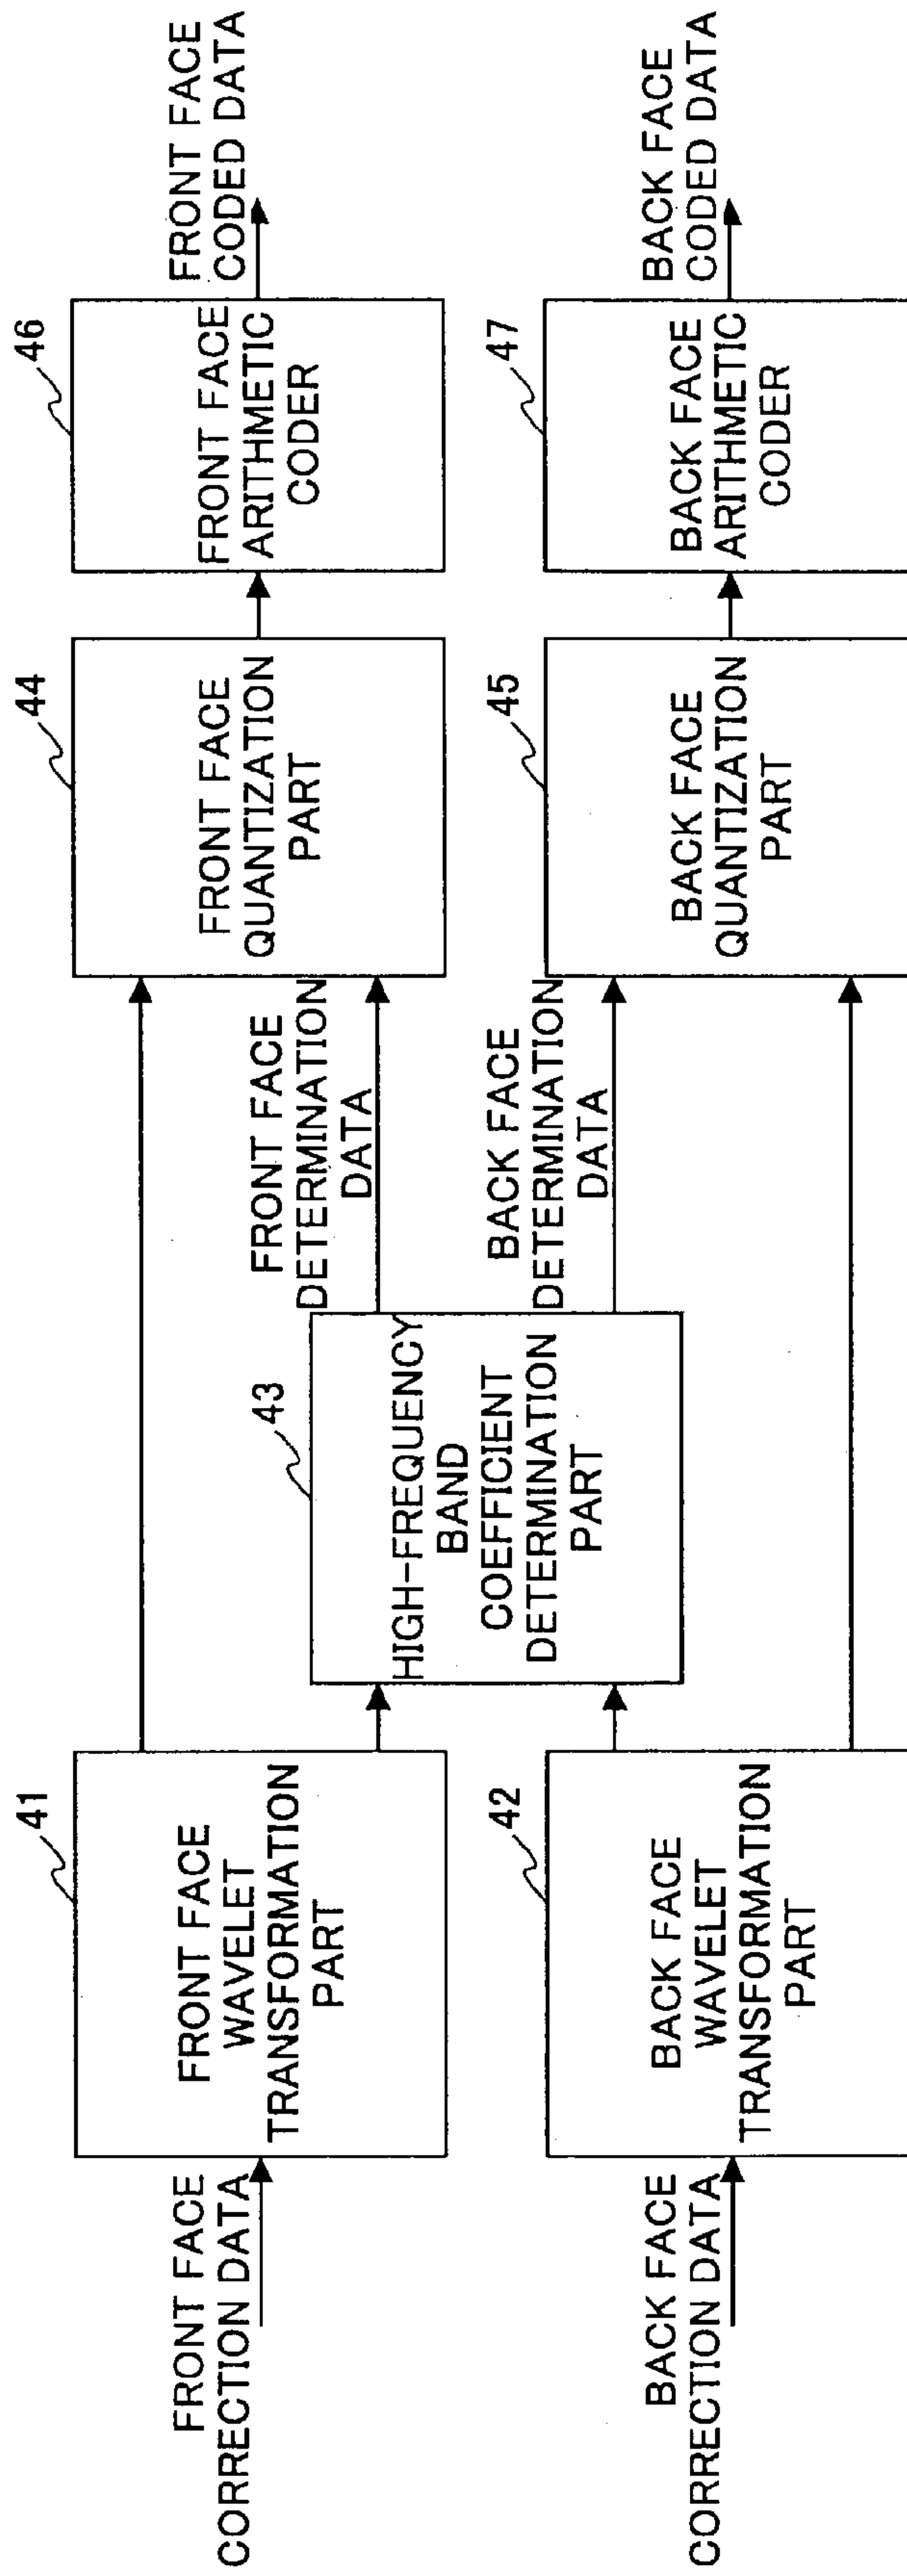 FRONT FACE
CORRECTION DATA
41
FRONT FACE
WAVELET
TRANSFORMATION
PART
BACK FACE
CORRECTION DATA
42
BACK FACE
WAVELET
TRANSFORMATION
PART
43
HIGH-FREQUENCY
BAND
COEFFICIENT
DETERMINATION
PART
FRONT FACE
DETERMINATION
DATA
BACK FACE
DETERMINATION
DATA
44
FRONT FACE
QUANTIZATION
PART
45
BACK FACE
QUANTIZATION
PART
46
FRONT FACE
ARITHMETIC
CODER
47
BACK FACE
ARITHMETIC
CODER
FRONT FACE
CODED DATA
BACK FACE
CODED DATA